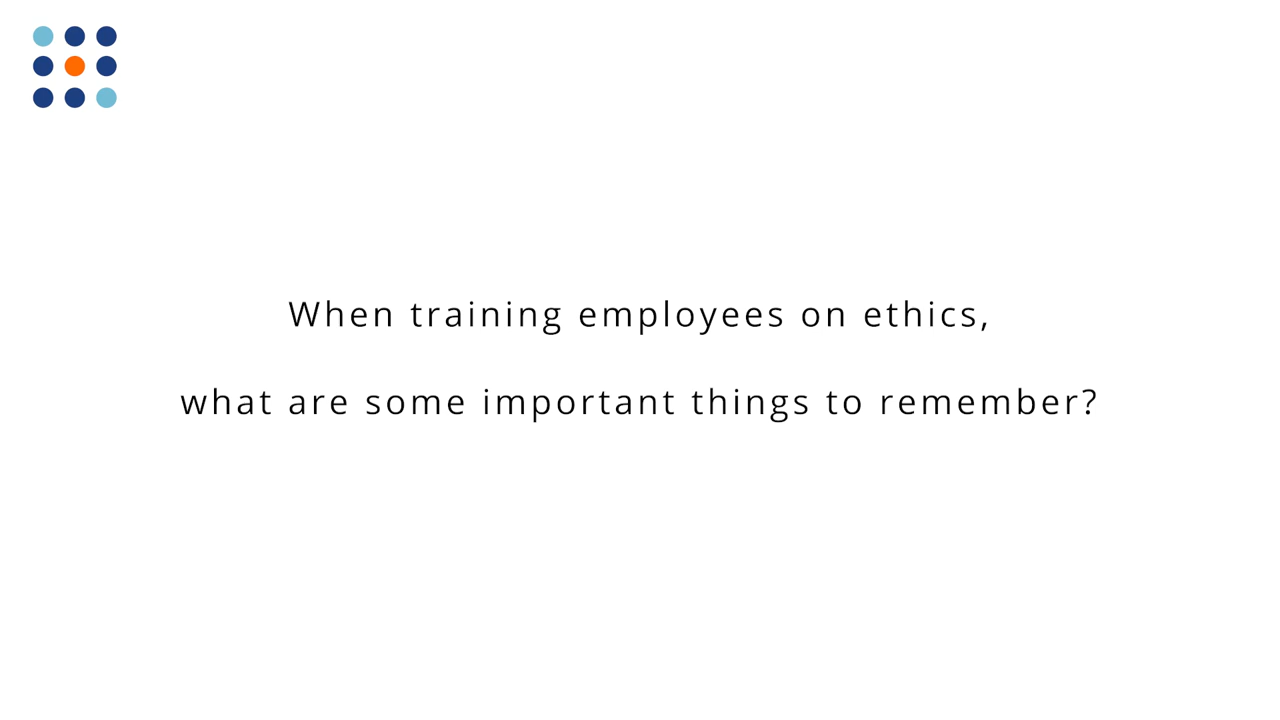 When training employees on ethics,
what are some important things to remember?